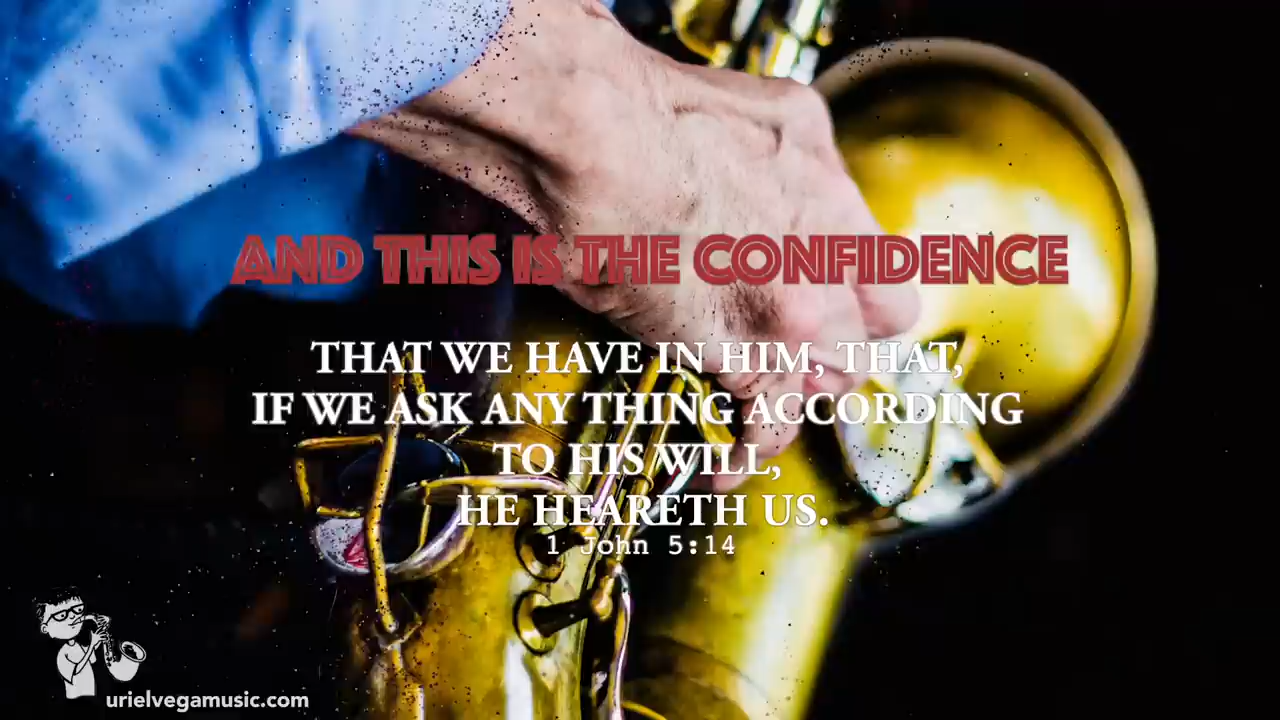 AND THIS IS THE CONFIDENCE
THAT WE HAVE IN HIM, THAT,
IF WE ASK ANY THING ACCORDING
TO HIS WILL,
HE HEARETH US.
1 John 5:14
urielvegamusic.com